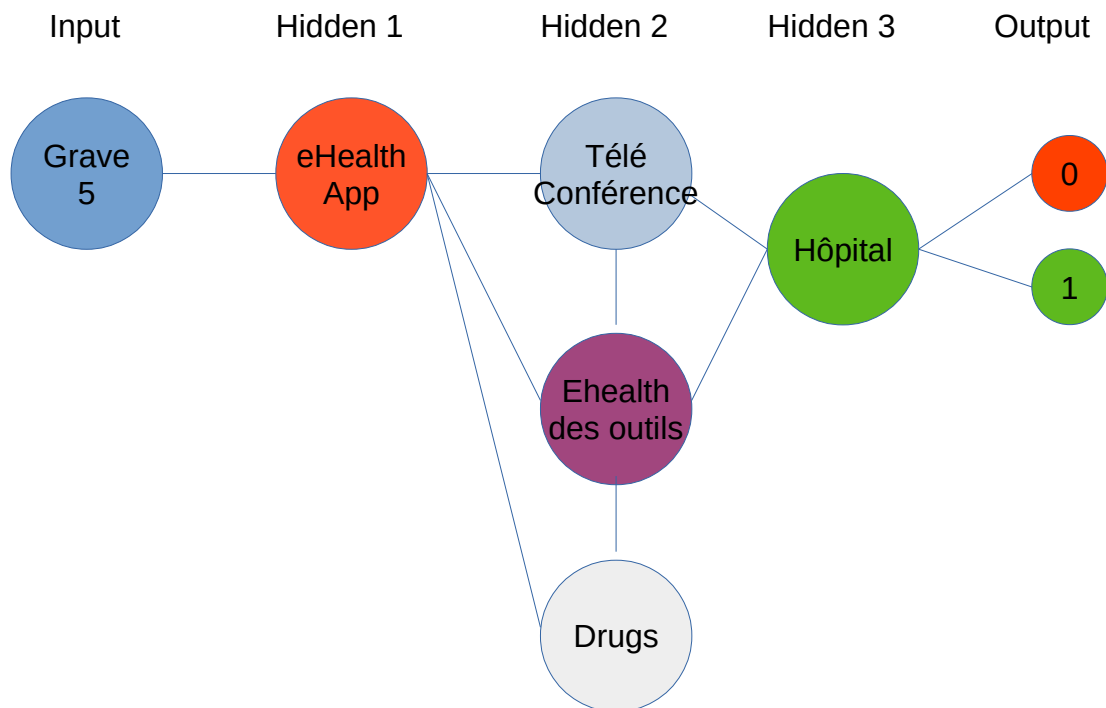 Input
Hidden 1
Hidden 2
Hidden 3
Output
Grave
5
eHealth
App
Télé
Conférence
Hôpital
0
1
Ehealth
des outils
Drugs